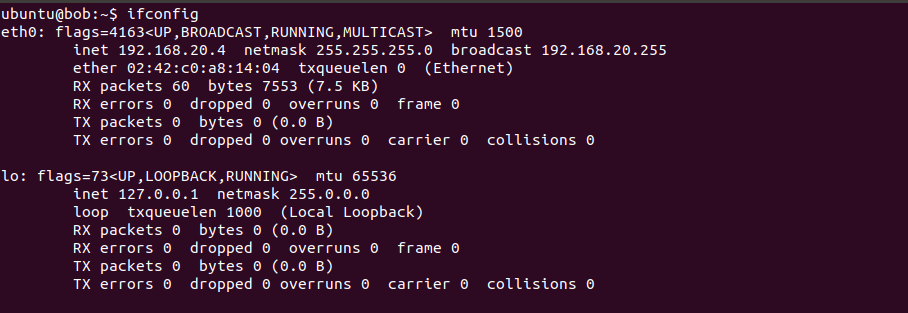 ubuntu@bob:~$ ifconfig
eth0: flags=4163<UP,BROADCAST,RUNNING,MULTICAST>  mtu 1500
        inet 192.168.20.4  netmask 255.255.255.0  broadcast 192.168.20.255
        ether 02:42:c0:a8:14:04  txqueuelen 0  (Ethernet)
        RX packets 60  bytes 7553 (7.5 KB)
        RX errors 0  dropped 0  overruns 0  frame 0
        TX packets 0  bytes 0 (0.0 B)
        TX errors 0  dropped 0 overruns 0  carrier 0  collisions 0

lo: flags=73<UP,LOOPBACK,RUNNING>  mtu 65536
        inet 127.0.0.1  netmask 255.0.0.0
        loop  txqueuelen 1000  (Local Loopback)
        RX packets 0  bytes 0 (0.0 B)
        RX errors 0  dropped 0  overruns 0  frame 0
        TX packets 0  bytes 0 (0.0 B)
        TX errors 0  dropped 0 overruns 0  carrier 0  collisions 0